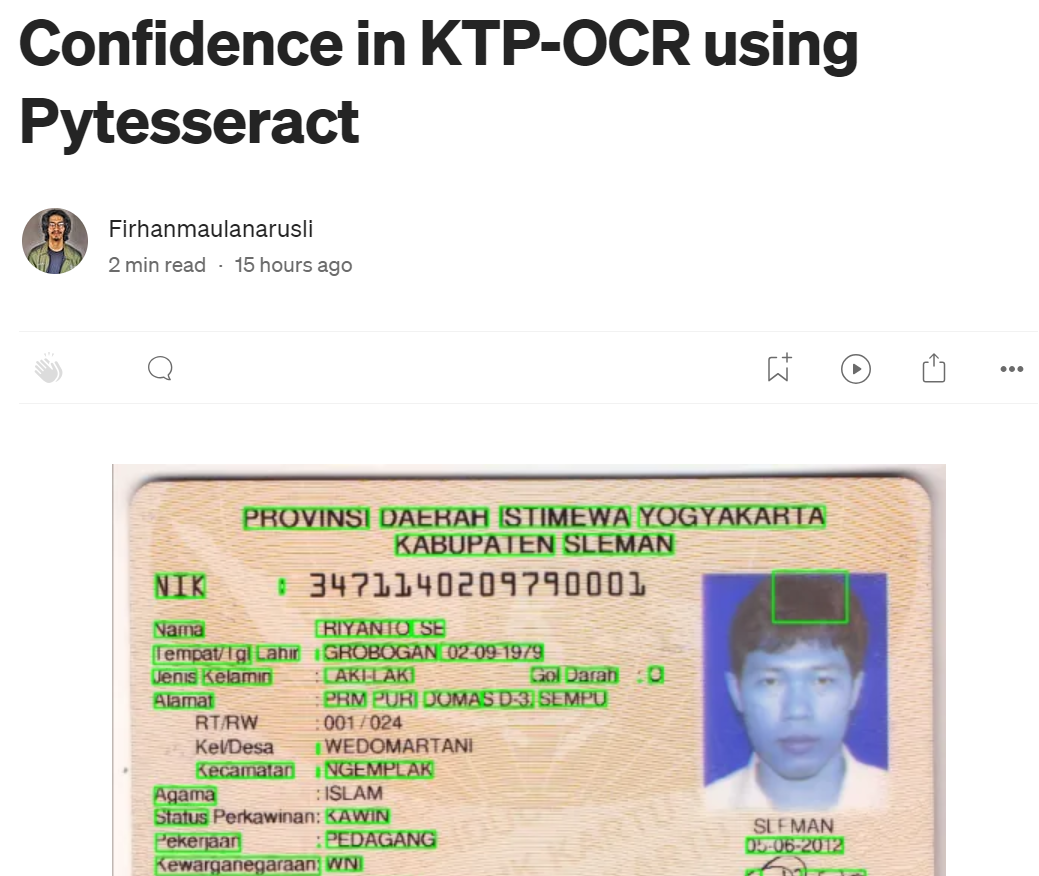 Confidence in KTP-OCR using
Pytesseract
Firhanmaulanarusli
2 min read · 15 hours ago
PROVINSI DAERAH ISTIMEWA YOGYAKARTA
KABUPATEN SLEMAN
NIK : 3471140209790001
Nama : RIYANTO SE
Tempat/Tgl Lahir : GROBOGAN 02-09-1979
Jenis Kelamin : LAKI-LAKI Gol Darah : O
Alamat : PRM PURI DOMAS D-3, SEMPU
RT/RW : 001 / 024
Kel/Desa : WEDOMARTANI
Kecamatan : NGEMPLAK
Agama : ISLAM
Status Perkawinan: KAWIN
Pekerjaan : PEDAGANG
Kewarganegaraan: WNI
SLEMAN
05-06-2012